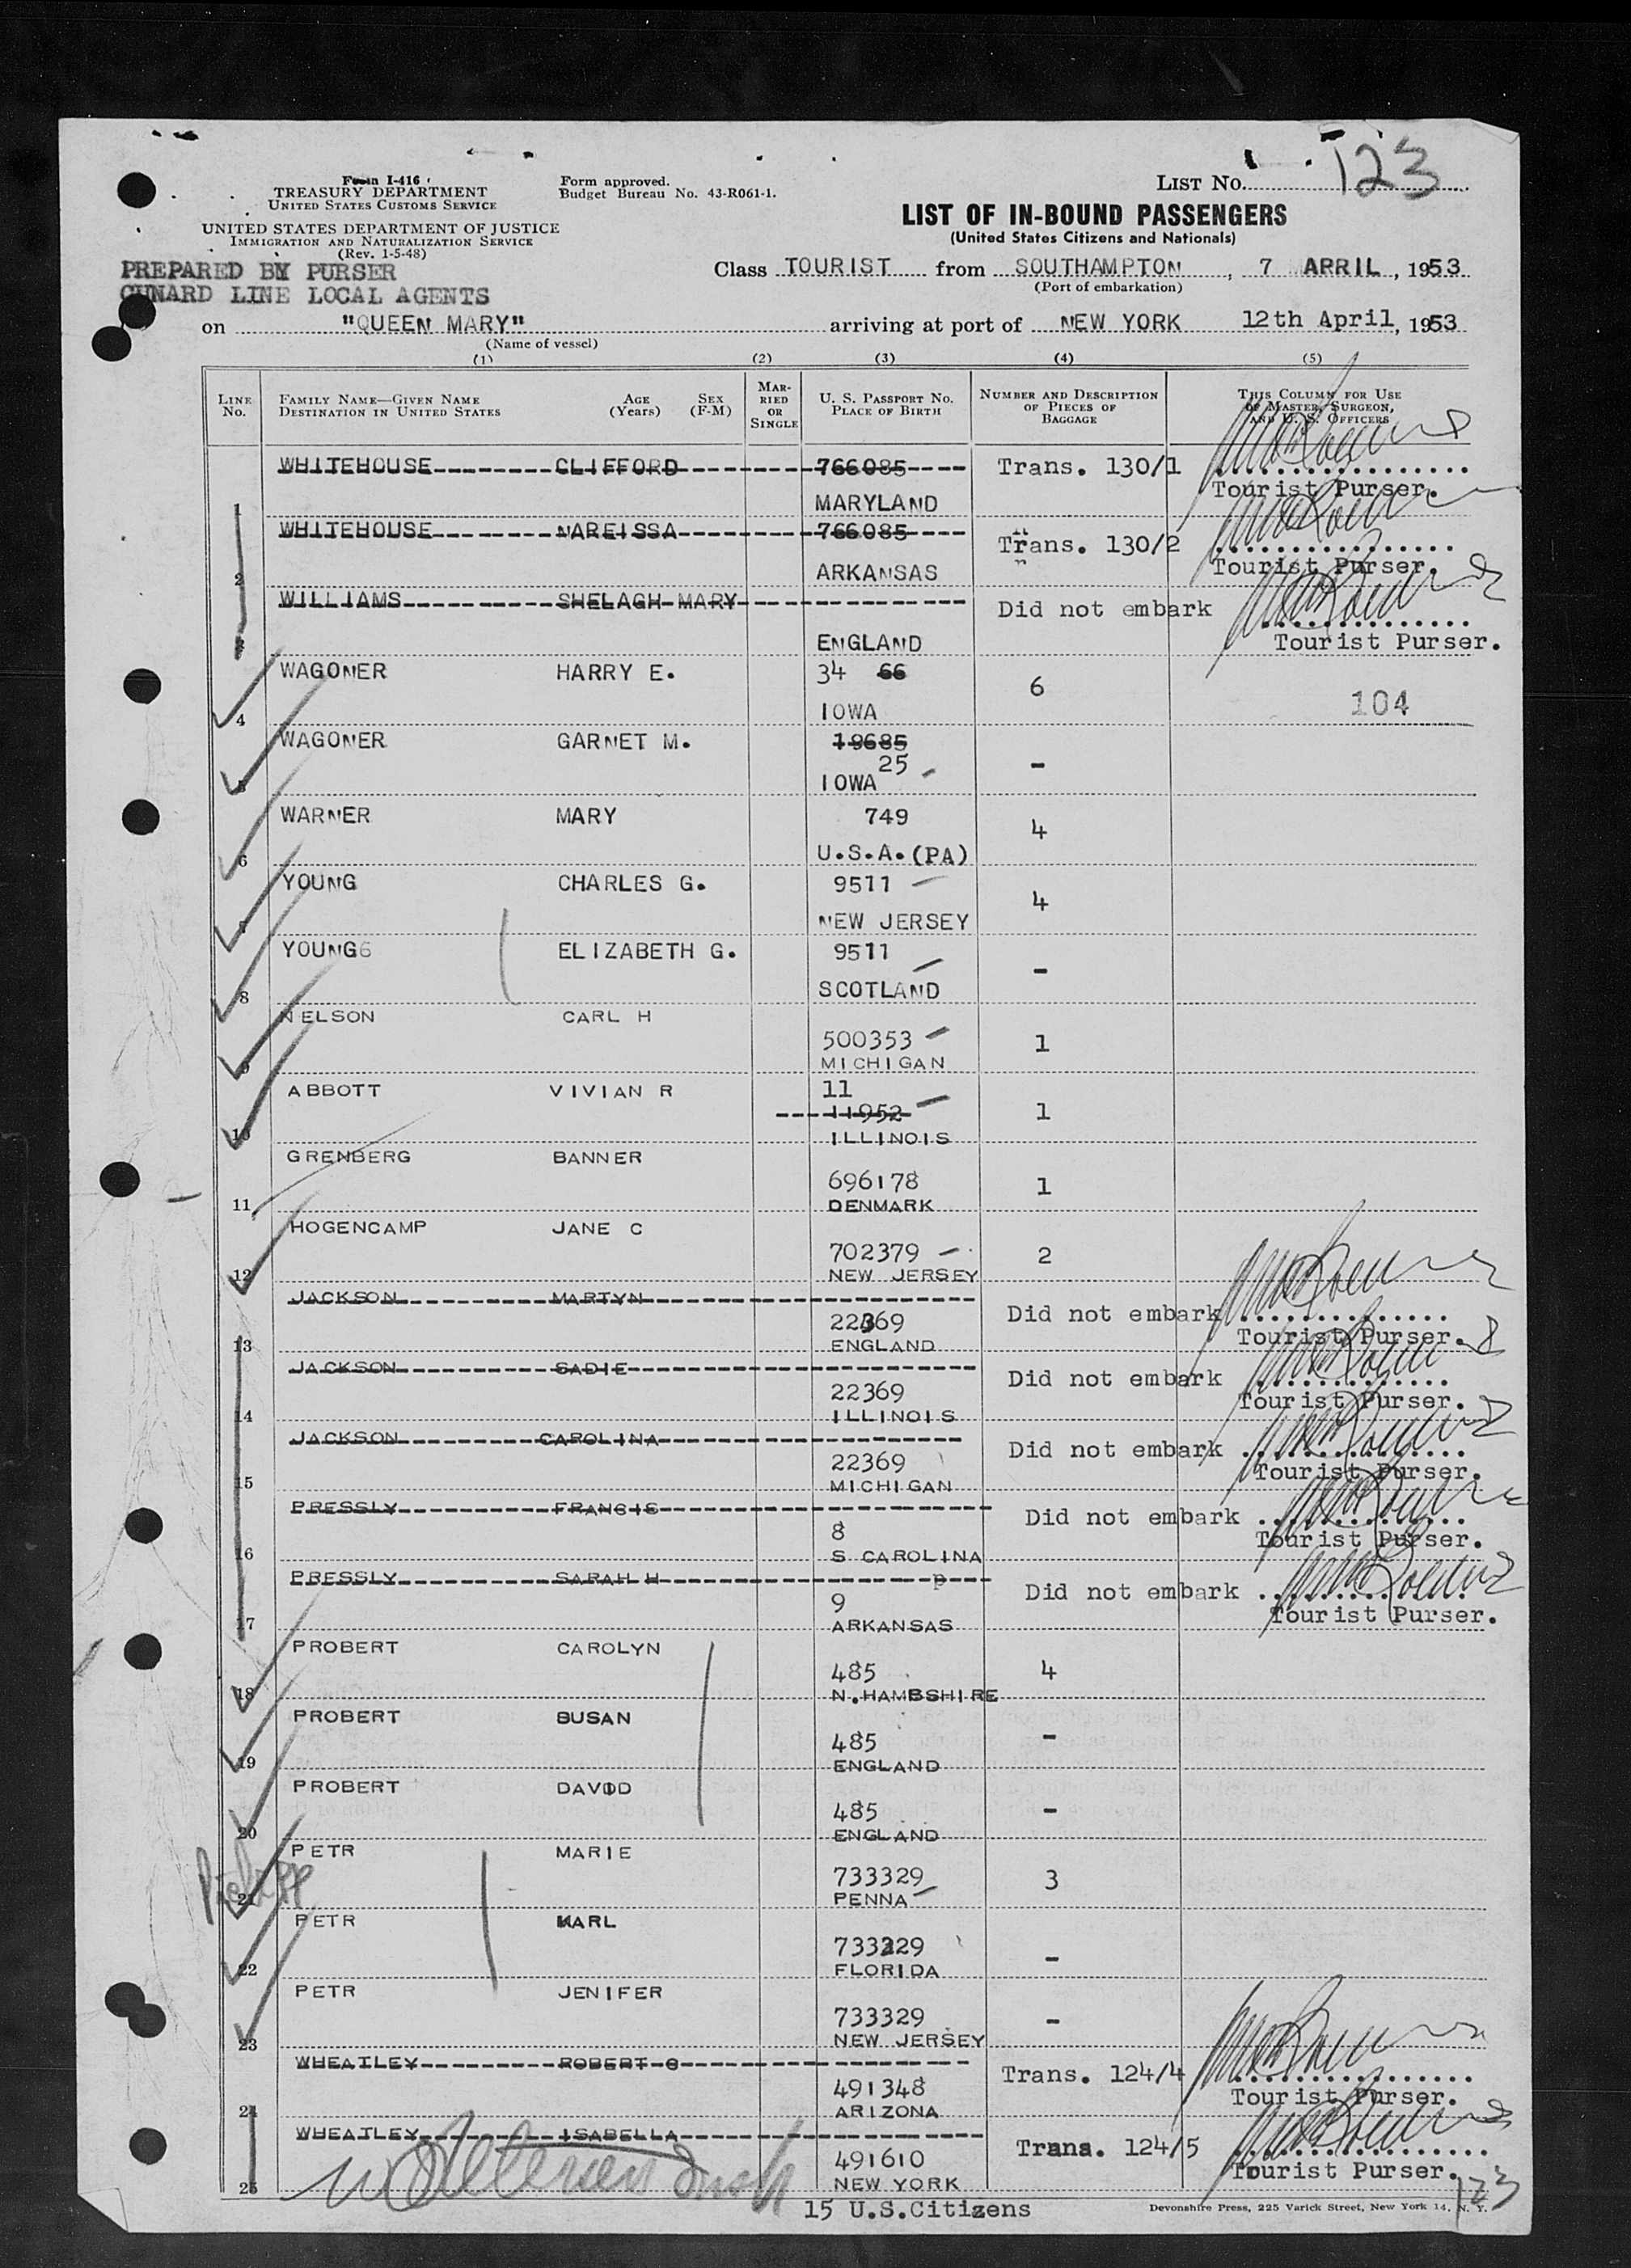 123
Form I-416
TREASURY DEPARTMENT
UNITED STATES CUSTOMS SERVICE
Form approved.
Budget Bureau No. 43-R061-1.
LIST No.
UNITED STATES DEPARTMENT OF JUSTICE
IMMIGRATION AND NATURALIZATION SERVICE
(Rev. 1-5-48)
LIST OF IN-BOUND PASSENGERS
(United States Citizens and Nationals)
PREPARED BY PURSER
CUNARD LINE LOCAL AGENTS
Class TOURIST from SOUTHAMPTON, 7 APRIL, 1953
(Port of embarkation)
on "QUEEN MARY" arriving at port of NEW YORK 12th April, 1953
(Name of vessel)
(1) (2) (3) (4) (5)
LINE No. FAMILY NAME—GIVEN NAME DESTINATION IN UNITED STATES AGE (Years) SEX (F-M) MARRIED OR SINGLE U. S. PASSPORT No. PLACE OF BIRTH NUMBER AND DESCRIPTION OF PIECES OF BAGGAGE THIS COLUMN FOR USE OF MASTER, SURGEON, AND U. S. OFFICERS
WHITEHOUSE CLIFFORD 766085 Trans. 130/1
Tourist Purser.
1 MARYLAND
WHITEHOUSE NAREISSA 766085 Trans. 130/2
Tourist Purser.
2 ARKANSAS
WILLIAMS SHELAGH MARY Did not embark
3 ENGLAND Tourist Purser.
WAGONER HARRY E. 34 66 6
4 IOWA 104
WAGONER GARNET M. 19685 -
25
5 IOWA
WARNER MARY 749 4
6 U.S.A.(PA)
YOUNG CHARLES G. 9511 4
7 NEW JERSEY
YOUNG6 ELIZABETH G. 9511 -
8 SCOTLAND
NELSON CARL H
500353 1
9 MICHIGAN
ABBOTT VIVIAN R 11
11952 1
10 ILLINOIS
GRENBERG BANNER
696178 1
11 DENMARK
HOGENCAMP JANE C
702379 2
12 NEW JERSEY
JACKSON MARTYN Did not embark
22369 Tourist Purser.
13 ENGLAND
JACKSON SADIE Did not embark
22369 Tourist Purser.
14 ILLINOIS
JACKSON CAROLINA Did not embark
22369 Tourist Purser.
15 MICHIGAN
PRESSLY FRANCIS Did not embark
8 Tourist Purser.
16 S CAROLINA
PRESSLY SARAH H p Did not embark
9 Tourist Purser.
17 ARKANSAS
PROBERT CAROLYN
485 4
18 N.HAMBSHIRE
PROBERT SUSAN
485 -
19 ENGLAND
PROBERT DAVID
485 -
20 ENGLAND
PETR MARIE
733329 3
21 PENNA
PETR KARL
733329 -
22 FLORIDA
PETR JENIFER
733329 -
23 NEW JERSEY
WHEATLEY ROBERT C Trans. 124/4
491348 Tourist Purser.
24 ARIZONA
WHEATLEY ISABELLA Trans. 124/5
491610 Tourist Purser.
25 NEW YORK
123
15 U.S.Citizens
Devonshire Press, 225 Varick Street, New York 14, N. Y.